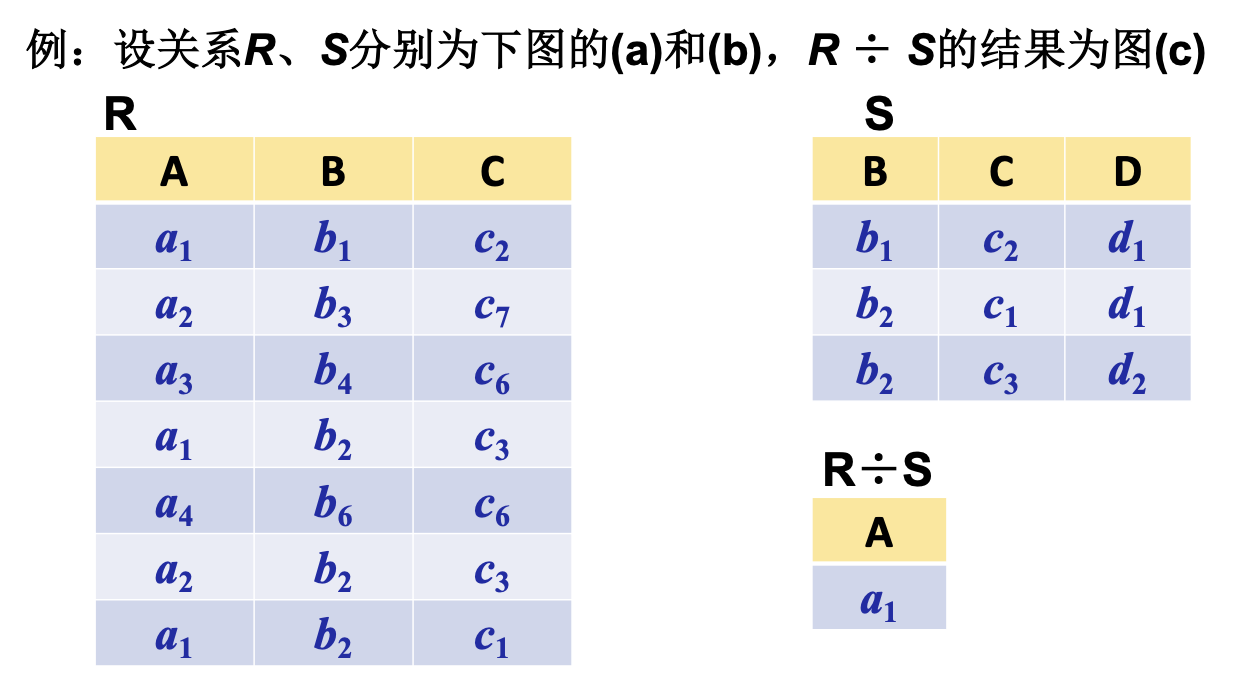 例：设关系R、S分别为下图的(a)和(b)，R ÷ S的结果为图(c)
R
A B C
a1 b1 c2
a2 b3 c7
a3 b4 c6
a1 b2 c3
a4 b6 c6
a2 b2 c3
a1 b2 c1
S
B C D
b1 c2 d1
b2 c1 d1
b2 c3 d2
R÷S
A
a1